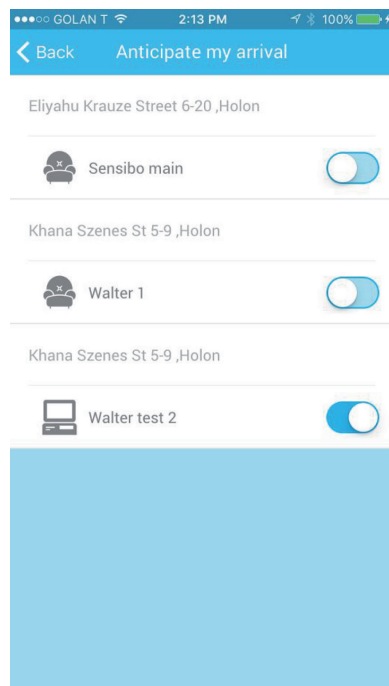 GOLAN T 2:13 PM 100%
Back Anticipate my arrival
Eliyahu Krauze Street 6-20 ,Holon
Sensibo main
Khana Szenes St 5-9 ,Holon
Walter 1
Khana Szenes St 5-9 ,Holon
Walter test 2